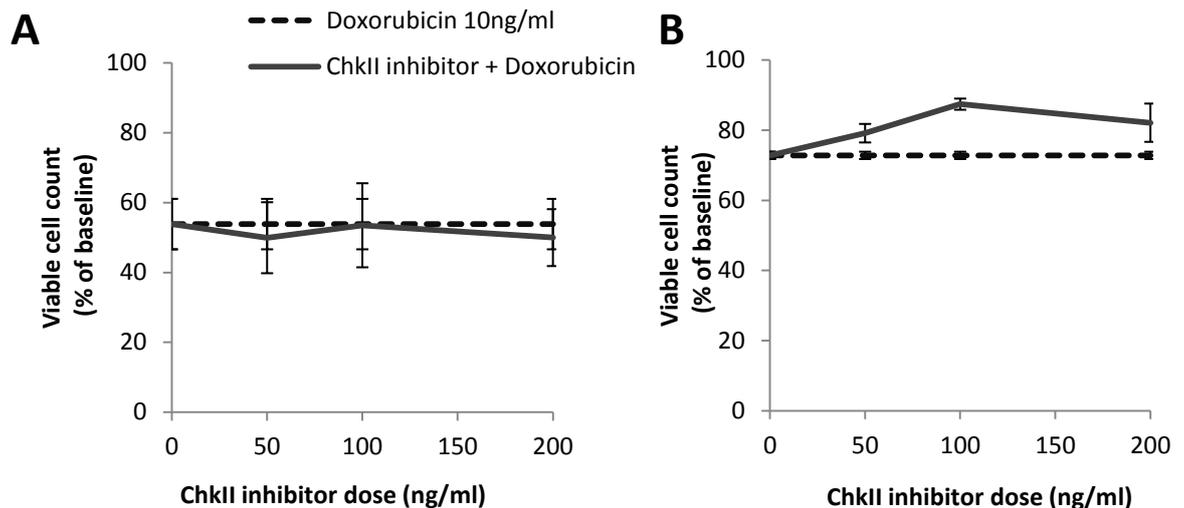 A
Doxorubicin 10ng/ml
ChkII inhibitor + Doxorubicin
100
80
60
40
20
0
Viable cell count
(% of baseline)
0 50 100 150 200
ChkII inhibitor dose (ng/ml)
B
100
80
60
40
20
0
Viable cell count
(% of baseline)
0 50 100 150 200
ChkII inhibitor dose (ng/ml)